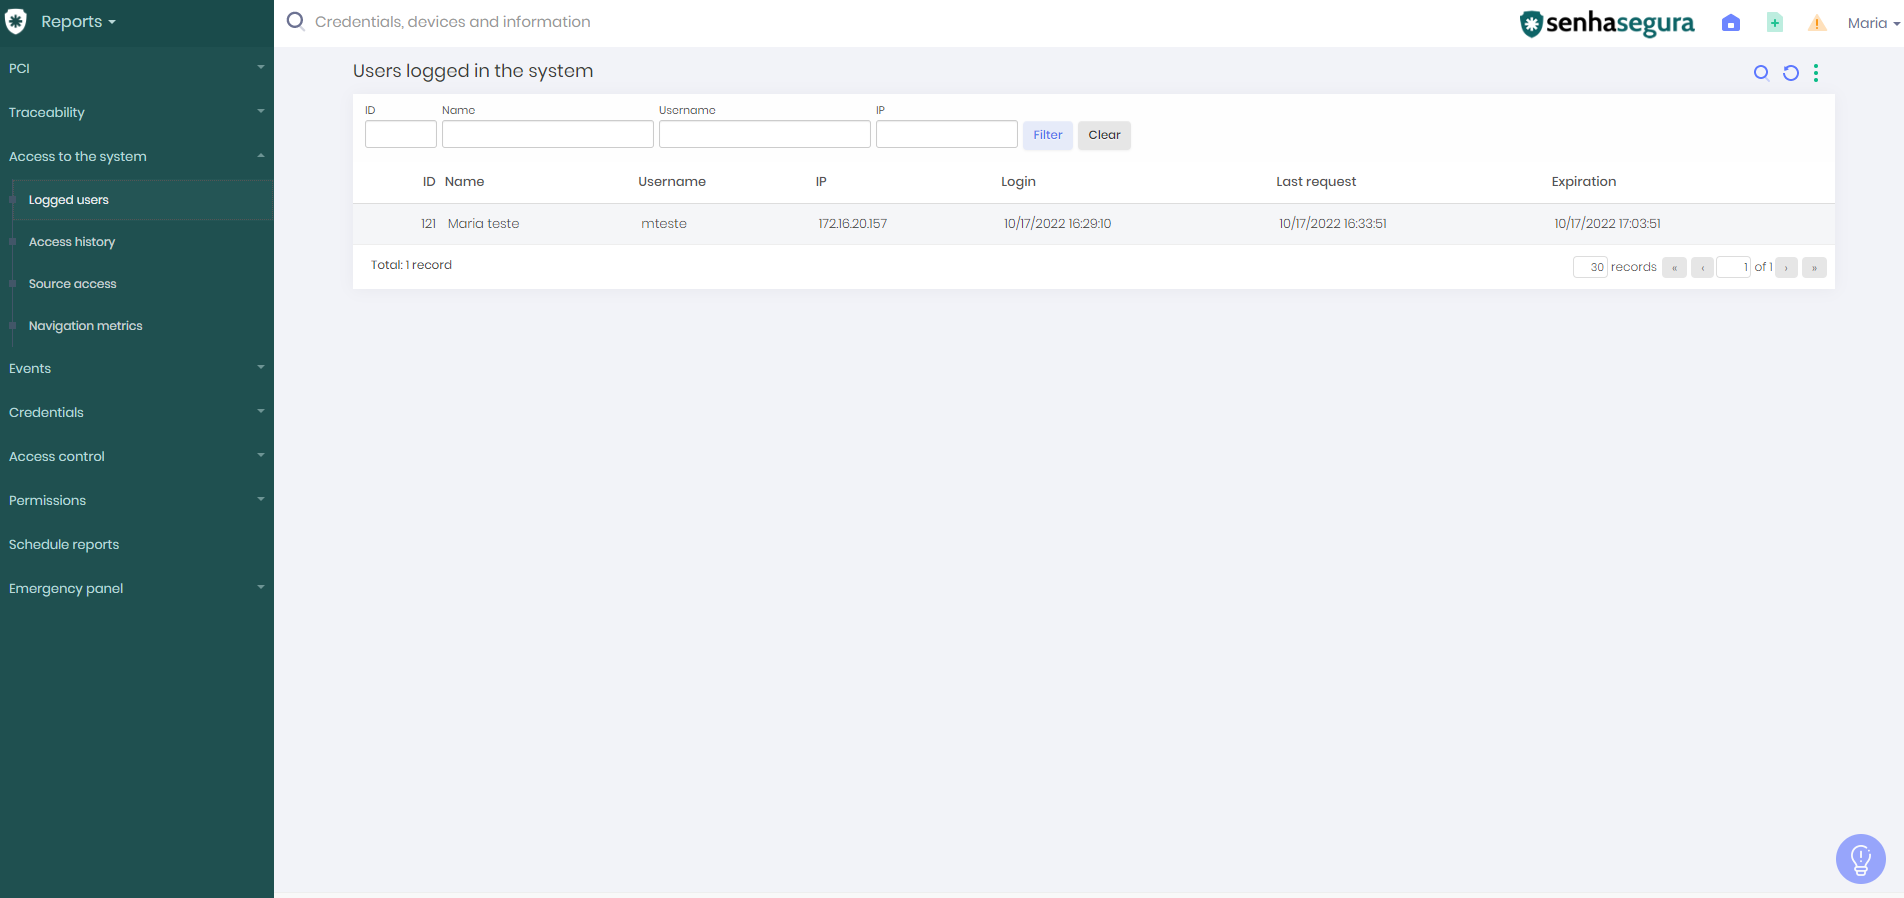 Reports
Credentials, devices and information
senhasegura
Maria
PCI
Traceability
Access to the system
Logged users
Access history
Source access
Navigation metrics
Events
Credentials
Access control
Permissions
Schedule reports
Emergency panel
Users logged in the system
ID Name Username IP
Filter Clear
ID Name Username IP Login Last request Expiration
121 Maria teste mteste 172.16.20.157 10/17/2022 16:29:10 10/17/2022 16:33:51 10/17/2022 17:03:51
Total: 1 record
30 records « ‹ 1 of 1 › »